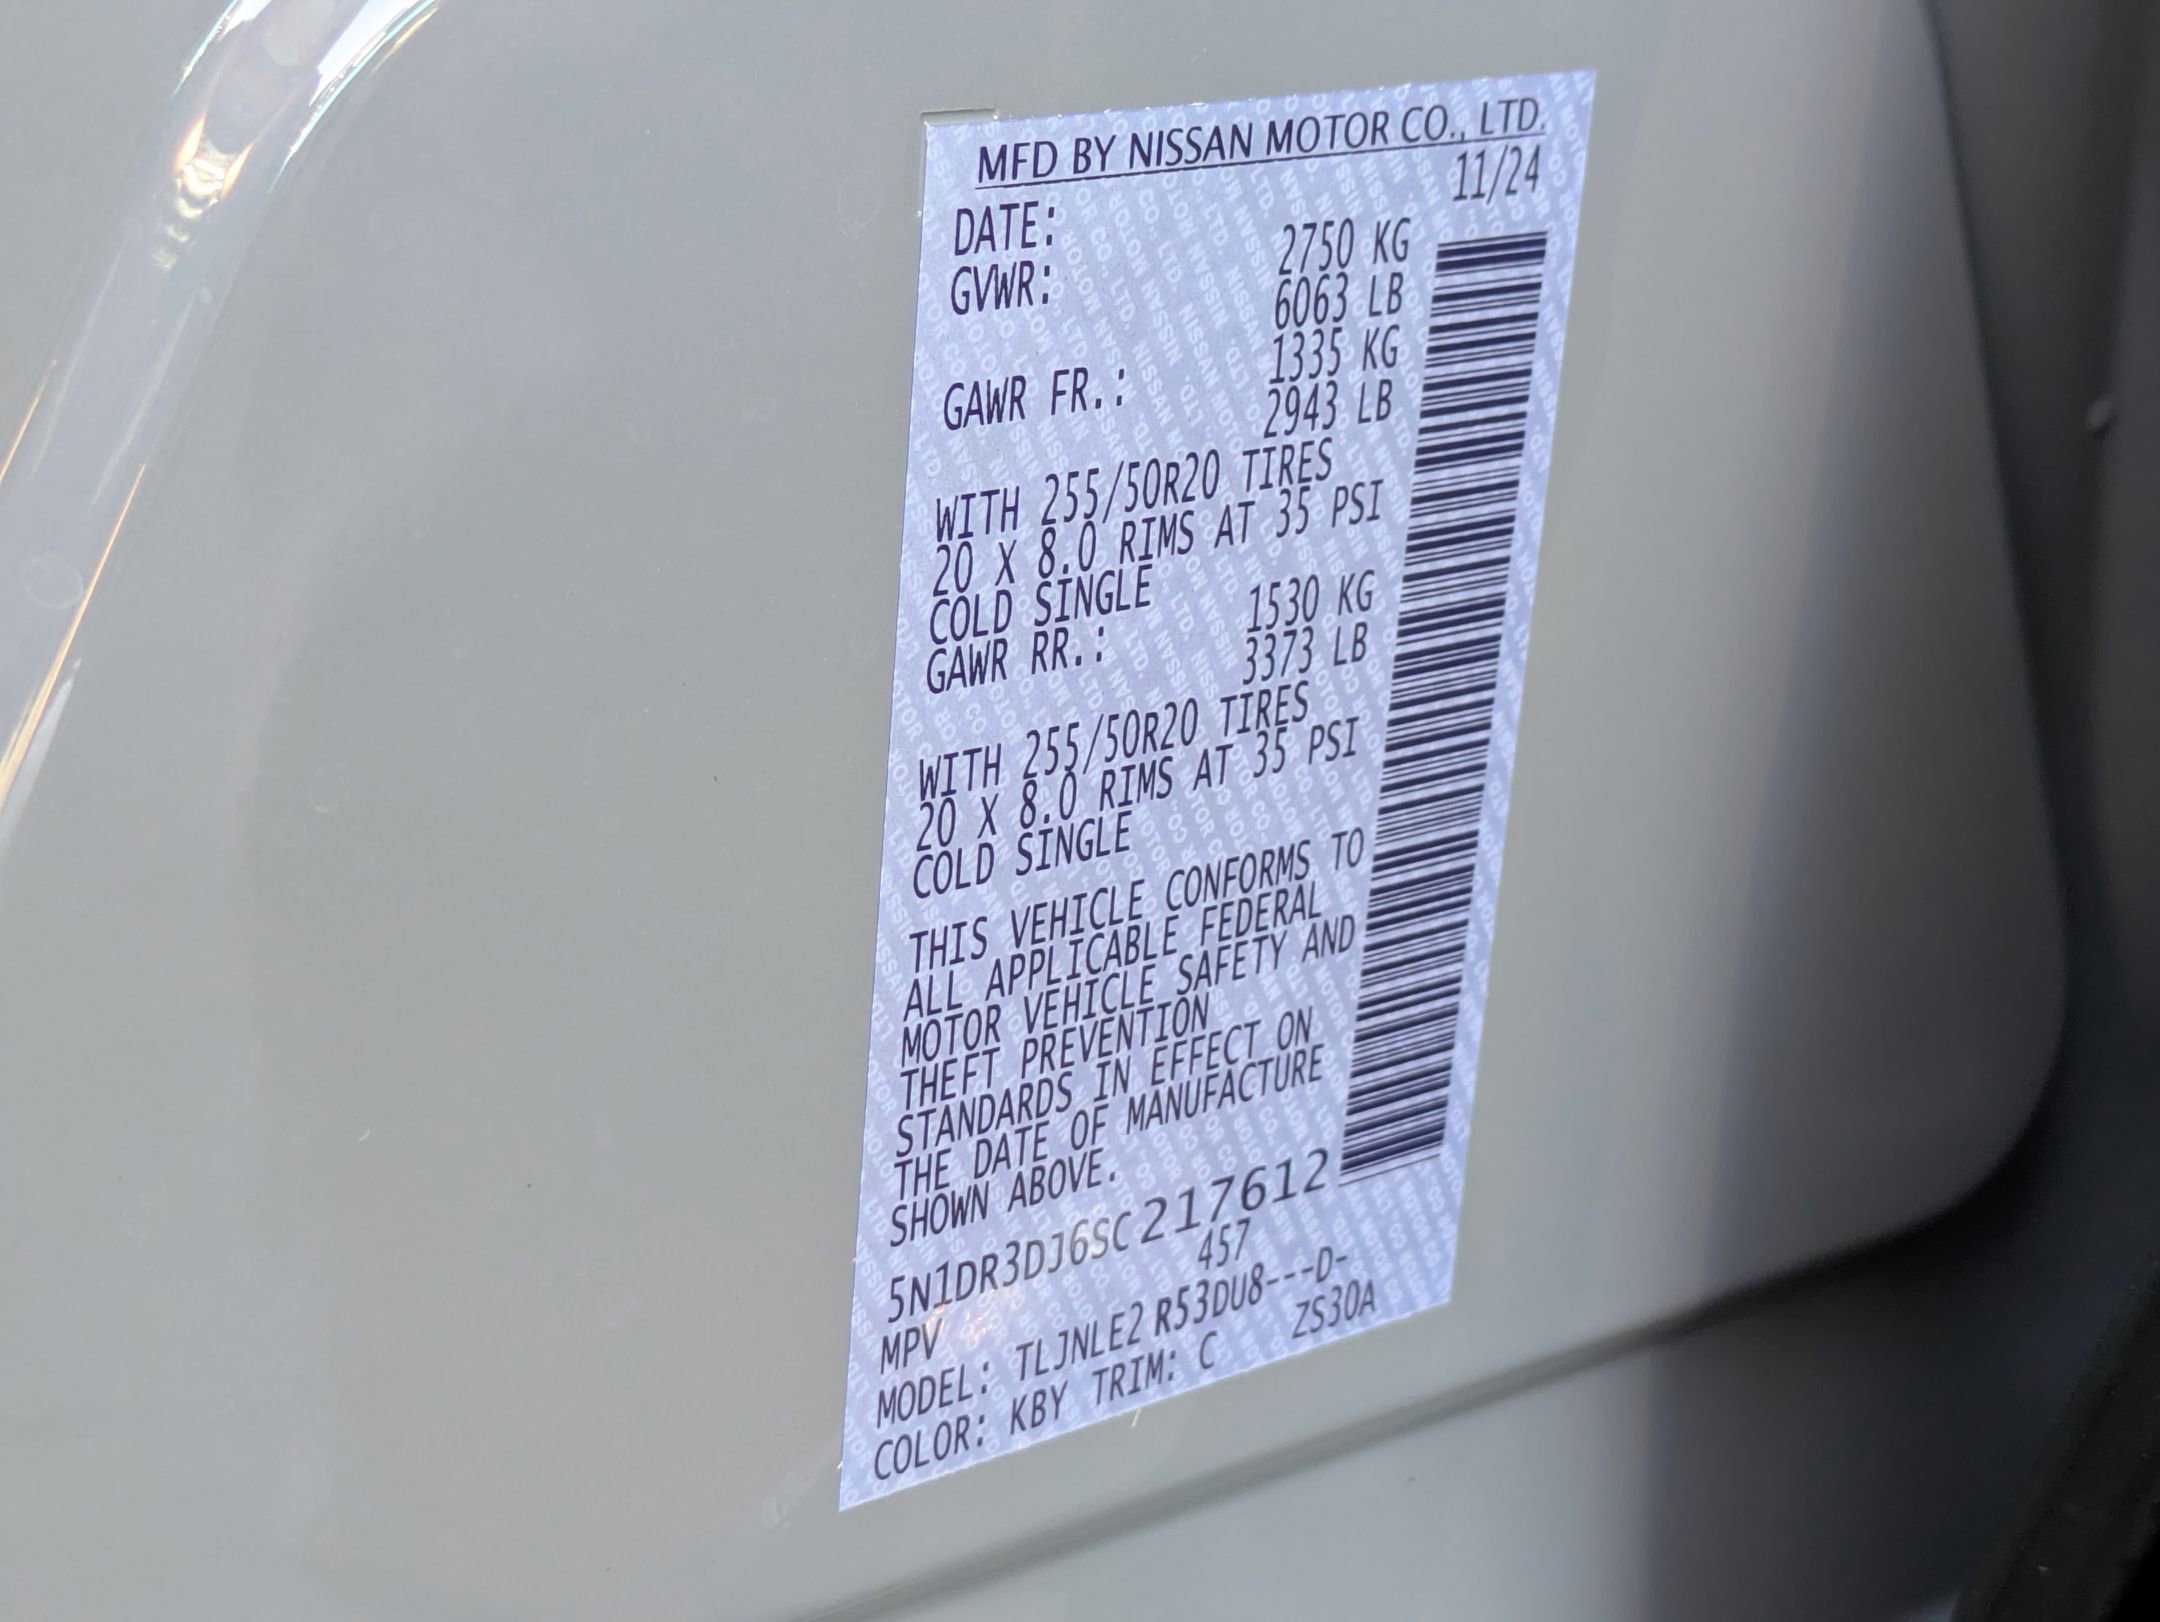 MFD BY NISSAN MOTOR CO., LTD.
DATE: 11/24
GVWR: 2750 KG
6063 LB
GAWR FR.: 1335 KG
2943 LB
WITH 255/50R20 TIRES
20 X 8.0 RIMS AT 35 PSI
COLD SINGLE
GAWR RR.: 1530 KG
3373 LB
WITH 255/50R20 TIRES
20 X 8.0 RIMS AT 35 PSI
COLD SINGLE
THIS VEHICLE CONFORMS TO
ALL APPLICABLE FEDERAL
MOTOR VEHICLE SAFETY AND
THEFT PREVENTION
STANDARDS IN EFFECT ON
THE DATE OF MANUFACTURE
SHOWN ABOVE.
5N1DR3DJ6SC217612
MPV 457
MODEL: TLJNLE2 R53DU8---D-
COLOR: KBY TRIM: C ZS30A